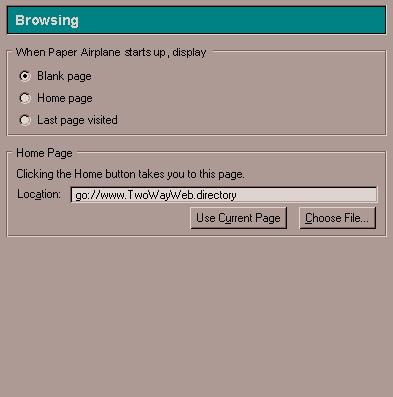 Browsing
When Paper Airplane starts up, display
Blank page
Home page
Last page visited
Home Page
Clicking the Home button takes you to this page.
Location: go://www.TwoWayWeb.directory
Use Current Page Choose File...